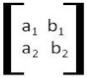 a₁ b₁
a₂ b₂